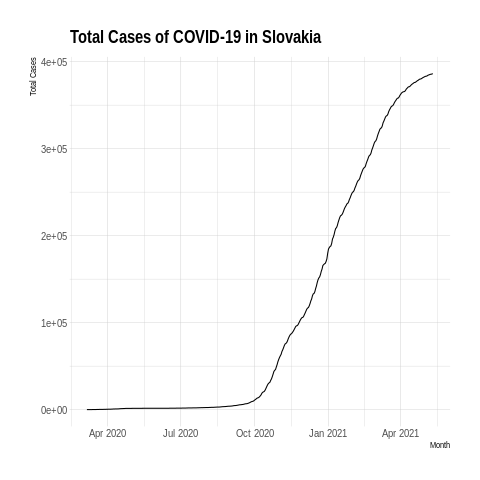 Total Cases of COVID-19 in Slovakia
Total Cases
4e+05
3e+05
2e+05
1e+05
0e+00
Apr 2020 Jul 2020 Oct 2020 Jan 2021 Apr 2021
Month